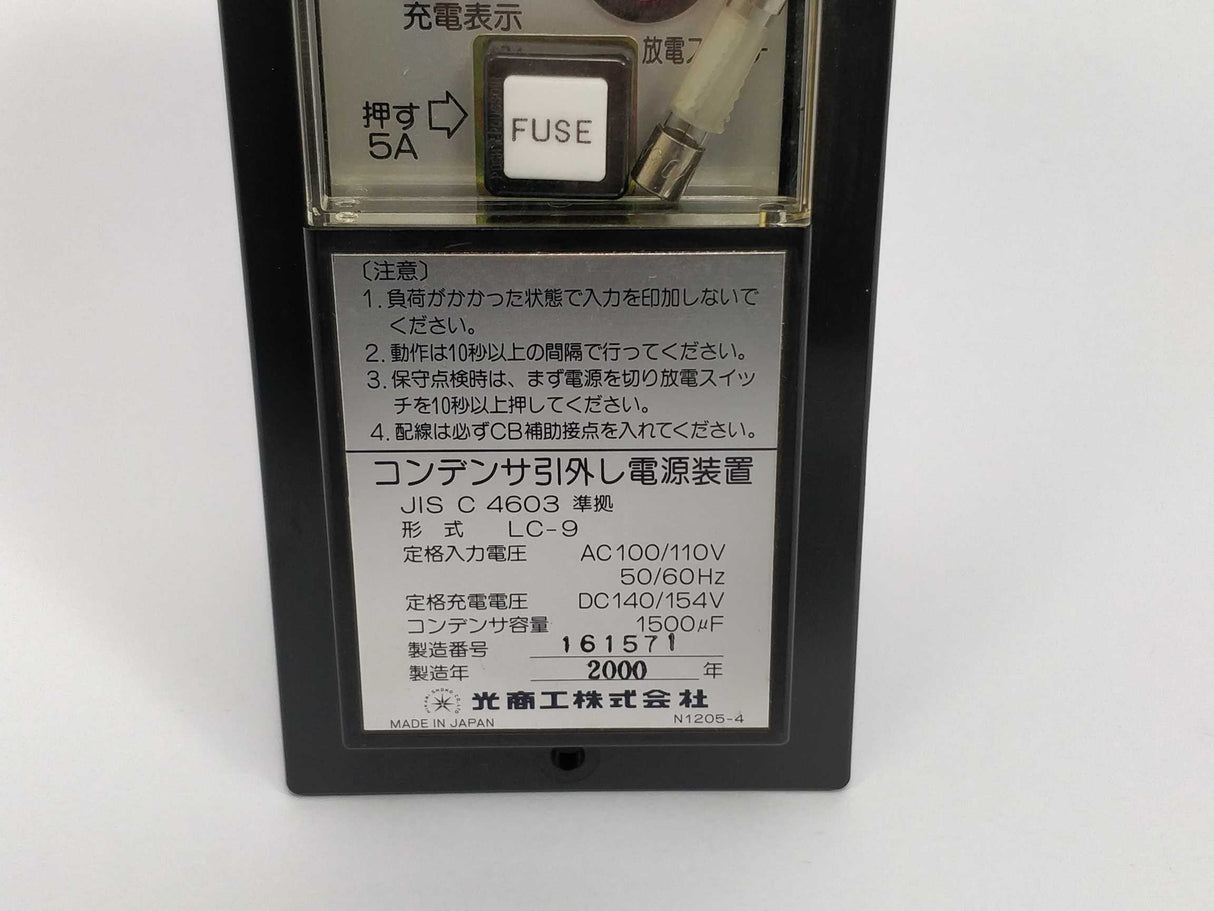 充電表示
放電ス
押す
5A
FUSE
〔注意〕
1. 負荷がかかった状態で入力を印加しないで
ください。
2. 動作は10秒以上の間隔で行ってください。
3. 保守点検時は、まず電源を切り放電スイッ
チを10秒以上押してください。
4. 配線は必ずCB補助接点を入れてください。
コンデンサ引外し電源装置
JIS C 4603 準拠
形 式 LC-9
定格入力電圧 AC100/110V
50/60Hz
定格充電電圧 DC140/154V
コンデンサ容量 1500μF
製造番号 161571
製造年 2000 年
光商工株式会社
MADE IN JAPAN N1205-4